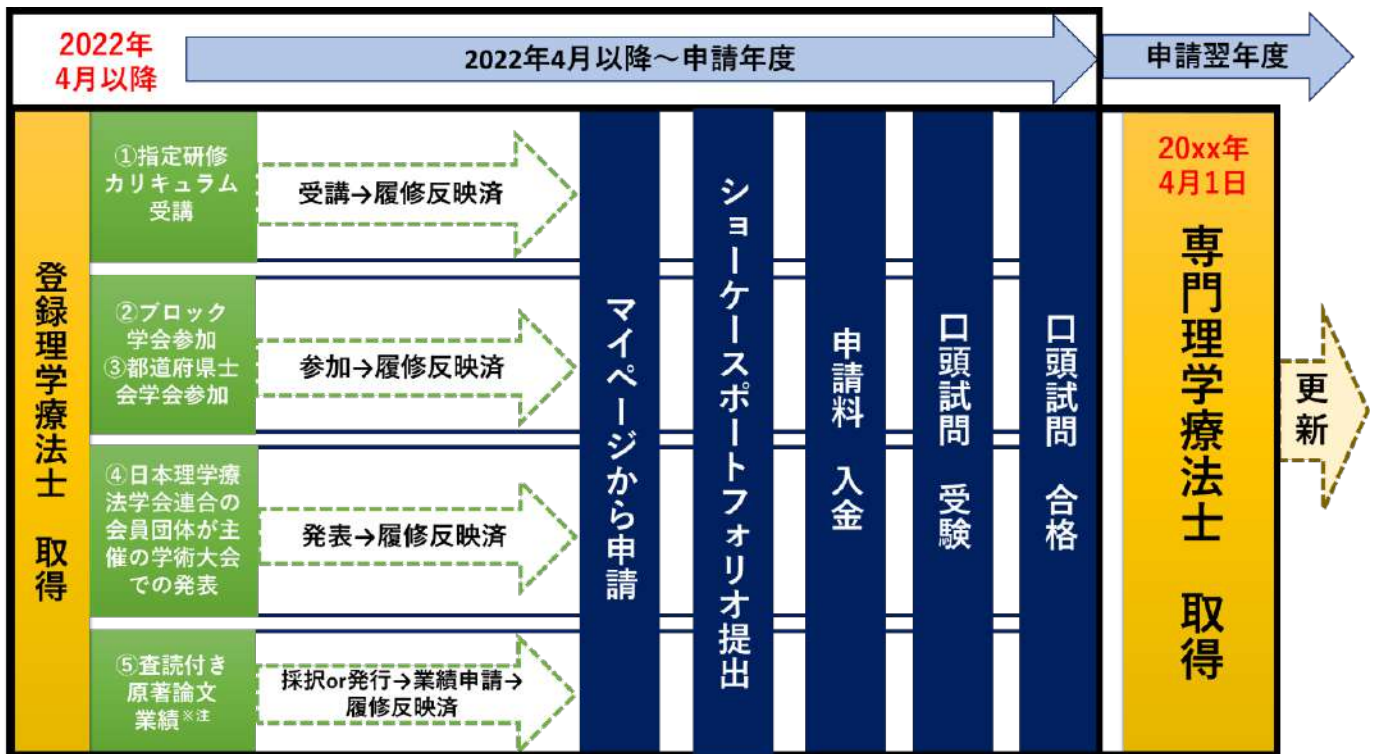 2022年
4月以降
2022年4月以降～申請年度
申請翌年度
登録理学療法士 取得
①指定研修
カリキュラム
受講
受講→履修反映済
②ブロック
学会参加
③都道府県士
会学会参加
参加→履修反映済
④日本理学療
法学会連合の
会員団体が主
催の学術大会
での発表
発表→履修反映済
⑤査読付き
原著論文
業績※注
採択or発行→業績申請→
履修反映済
マイページから申請
ショーケースポートフォリオ提出
申請料 入金
口頭試問 受験
口頭試問 合格
20xx年
4月1日
専門理学療法士 取得
更
新